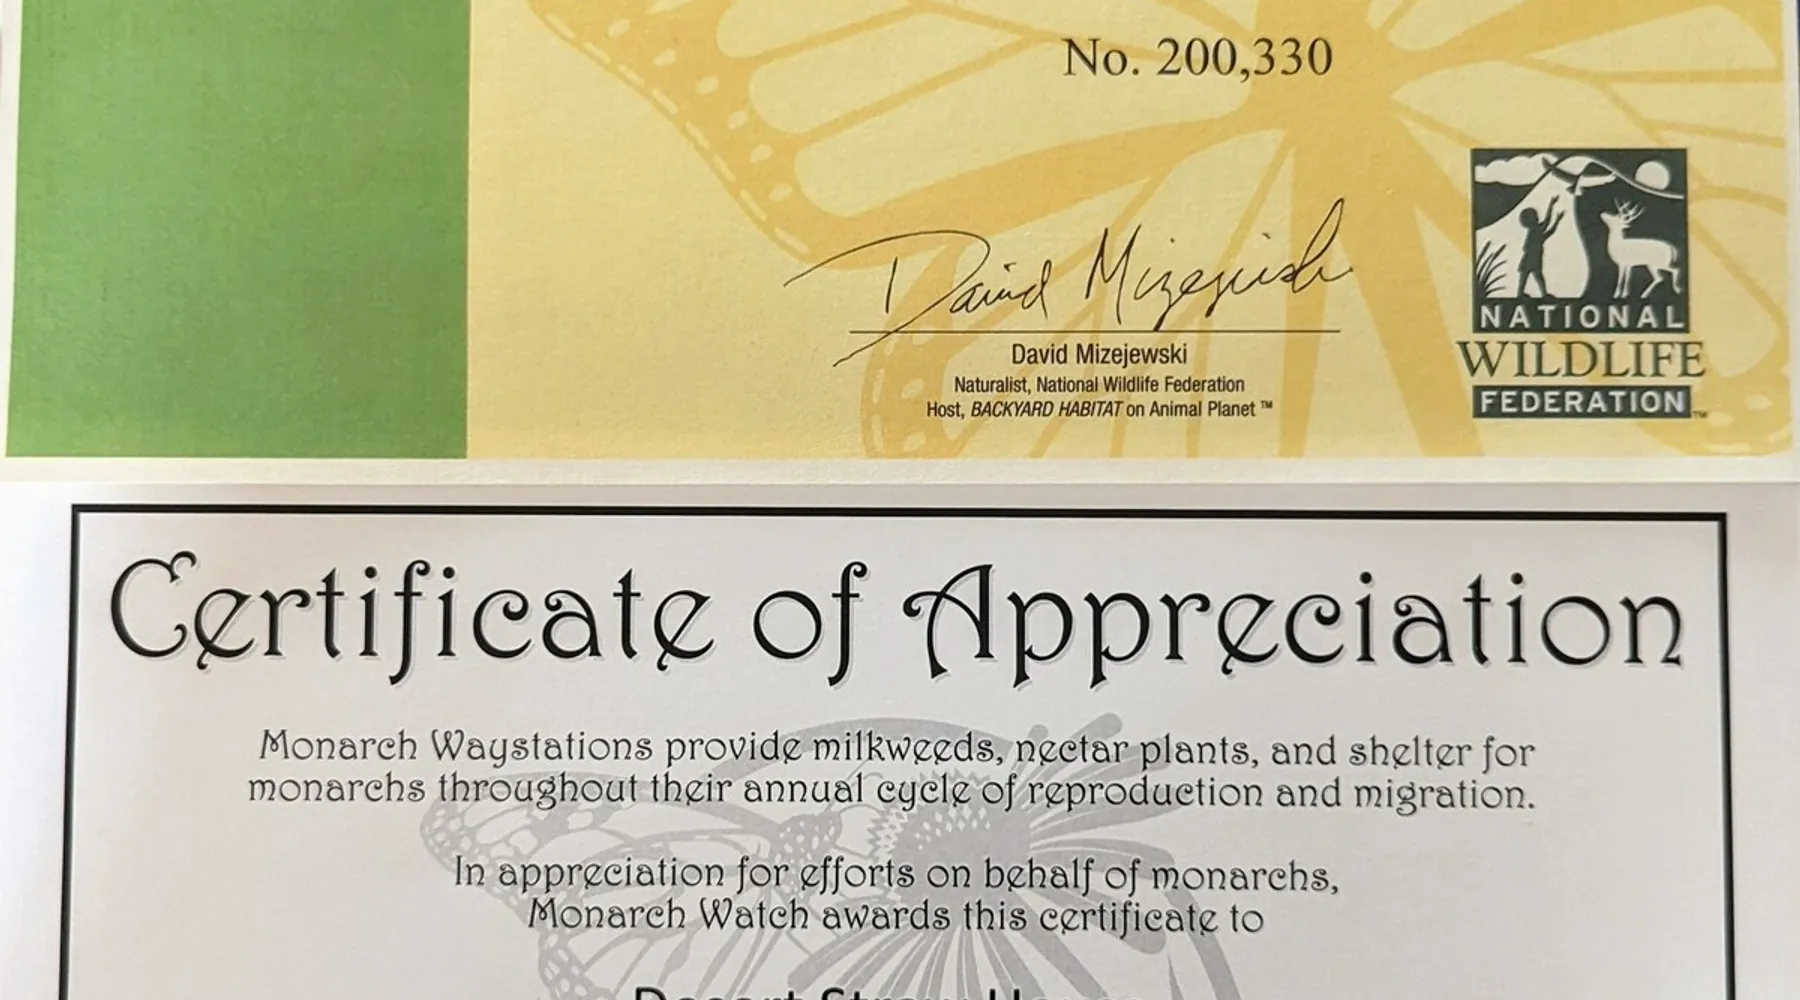 No. 200,330
David Mizejewski
David Mizejewski
Naturalist, National Wildlife Federation
Host, BACKYARD HABITAT on Animal Planet ™
NATIONAL
WILDLIFE
FEDERATION™
Certificate of Appreciation
Monarch Waystations provide milkweeds, nectar plants, and shelter for
monarchs throughout their annual cycle of reproduction and migration.
In appreciation for efforts on behalf of monarchs,
Monarch Watch awards this certificate to